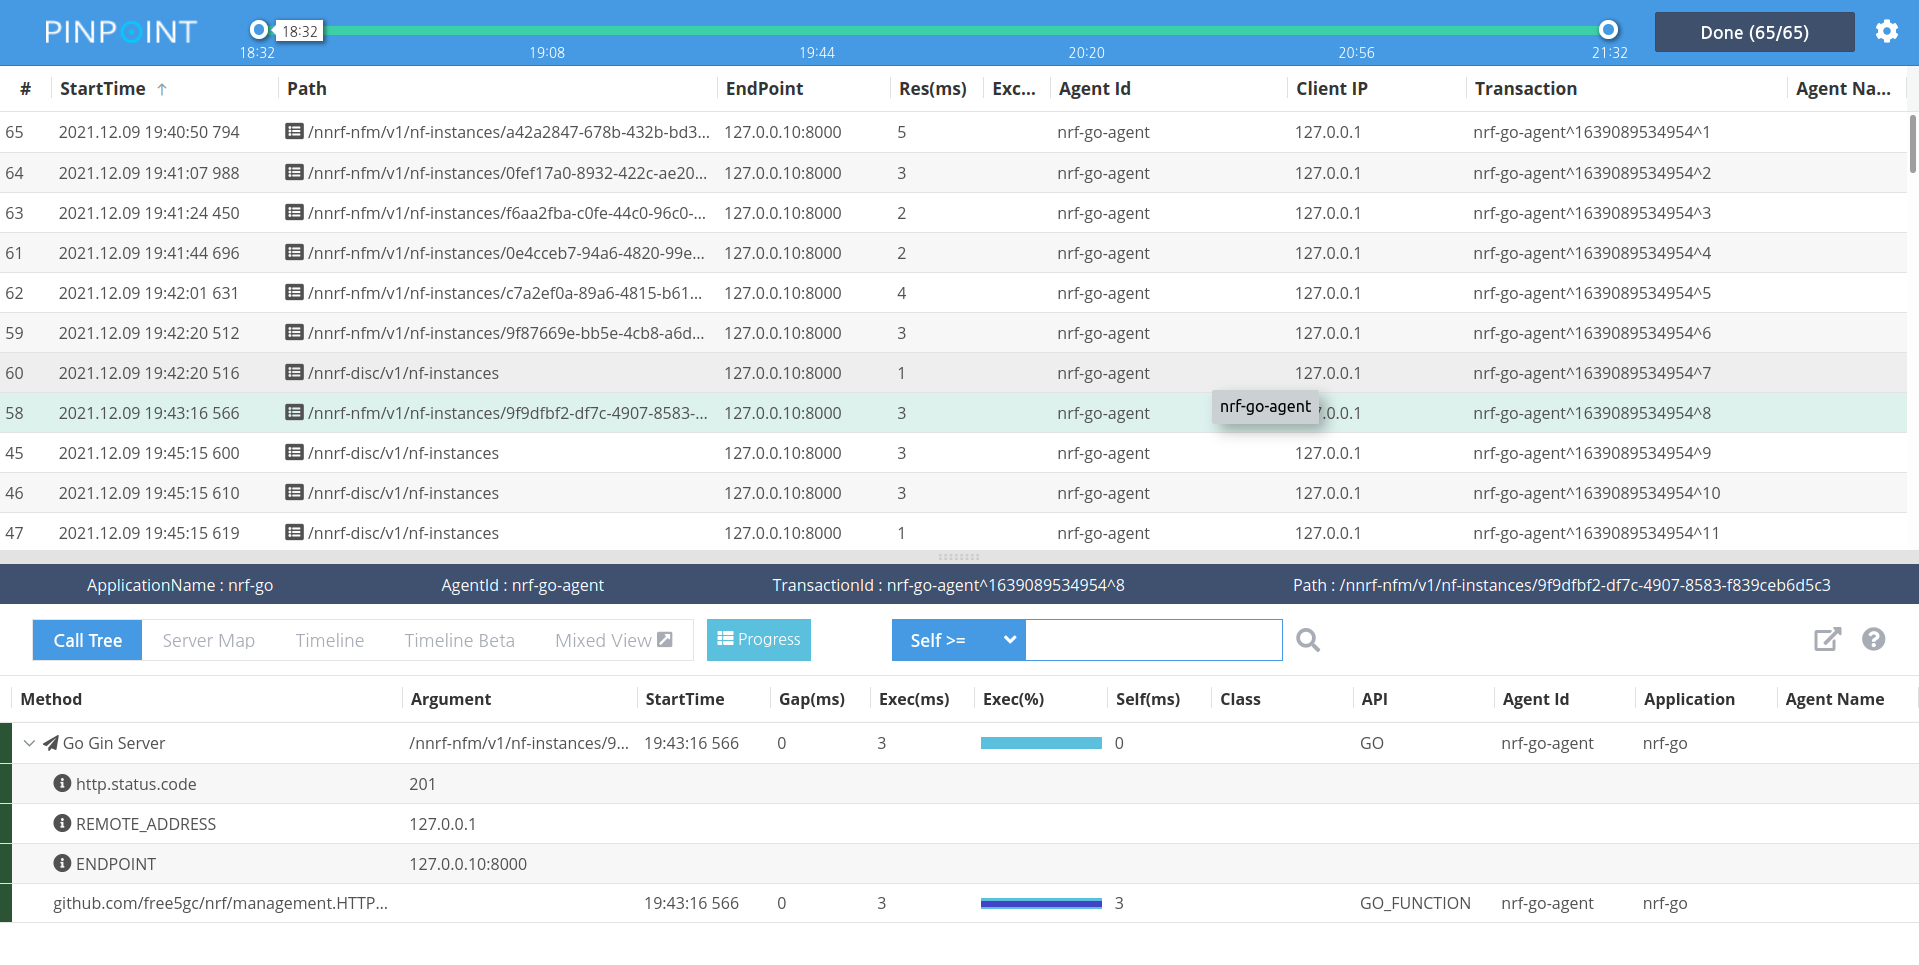 PINPOINT 18:32 Done (65/65)
18:32 19:08 19:44 20:20 20:56 21:32
# StartTime ↑ Path EndPoint Res(ms) Exc... Agent Id Client IP Transaction Agent Na...
65 2021.12.09 19:40:50 794 /nnrf-nfm/v1/nf-instances/a42a2847-678b-432b-bd3... 127.0.0.10:8000 5 nrf-go-agent 127.0.0.1 nrf-go-agent^1639089534954^1
64 2021.12.09 19:41:07 988 /nnrf-nfm/v1/nf-instances/0fef17a0-8932-422c-ae20... 127.0.0.10:8000 3 nrf-go-agent 127.0.0.1 nrf-go-agent^1639089534954^2
63 2021.12.09 19:41:24 450 /nnrf-nfm/v1/nf-instances/f6aa2fba-c0fe-44c0-96c0-... 127.0.0.10:8000 2 nrf-go-agent 127.0.0.1 nrf-go-agent^1639089534954^3
61 2021.12.09 19:41:44 696 /nnrf-nfm/v1/nf-instances/0e4cceb7-94a6-4820-99e... 127.0.0.10:8000 2 nrf-go-agent 127.0.0.1 nrf-go-agent^1639089534954^4
62 2021.12.09 19:42:01 631 /nnrf-nfm/v1/nf-instances/c7a2ef0a-89a6-4815-b61... 127.0.0.10:8000 4 nrf-go-agent 127.0.0.1 nrf-go-agent^1639089534954^5
59 2021.12.09 19:42:20 512 /nnrf-nfm/v1/nf-instances/9f87669e-bb5e-4cb8-a6d... 127.0.0.10:8000 3 nrf-go-agent 127.0.0.1 nrf-go-agent^1639089534954^6
60 2021.12.09 19:42:20 516 /nnrf-disc/v1/nf-instances 127.0.0.10:8000 1 nrf-go-agent 127.0.0.1 nrf-go-agent^1639089534954^7
58 2021.12.09 19:43:16 566 /nnrf-nfm/v1/nf-instances/9f9dfbf2-df7c-4907-8583-... 127.0.0.10:8000 3 nrf-go-agent nrf-go-agent 7.0.0.1 nrf-go-agent^1639089534954^8
45 2021.12.09 19:45:15 600 /nnrf-disc/v1/nf-instances 127.0.0.10:8000 3 nrf-go-agent 127.0.0.1 nrf-go-agent^1639089534954^9
46 2021.12.09 19:45:15 610 /nnrf-disc/v1/nf-instances 127.0.0.10:8000 3 nrf-go-agent 127.0.0.1 nrf-go-agent^1639089534954^10
47 2021.12.09 19:45:15 619 /nnrf-disc/v1/nf-instances 127.0.0.10:8000 1 nrf-go-agent 127.0.0.1 nrf-go-agent^1639089534954^11
ApplicationName : nrf-go AgentId : nrf-go-agent TransactionId : nrf-go-agent^1639089534954^8 Path : /nnrf-nfm/v1/nf-instances/9f9dfbf2-df7c-4907-8583-f839ceb6d5c3
Call Tree Server Map Timeline Timeline Beta Mixed View Progress Self >=
Method Argument StartTime Gap(ms) Exec(ms) Exec(%) Self(ms) Class API Agent Id Application Agent Name
Go Gin Server /nnrf-nfm/v1/nf-instances/9... 19:43:16 566 0 3 0 GO nrf-go-agent nrf-go
http.status.code 201
REMOTE_ADDRESS 127.0.0.1
ENDPOINT 127.0.0.10:8000
github.com/free5gc/nrf/management.HTTP... 19:43:16 566 0 3 3 GO_FUNCTION nrf-go-agent nrf-go